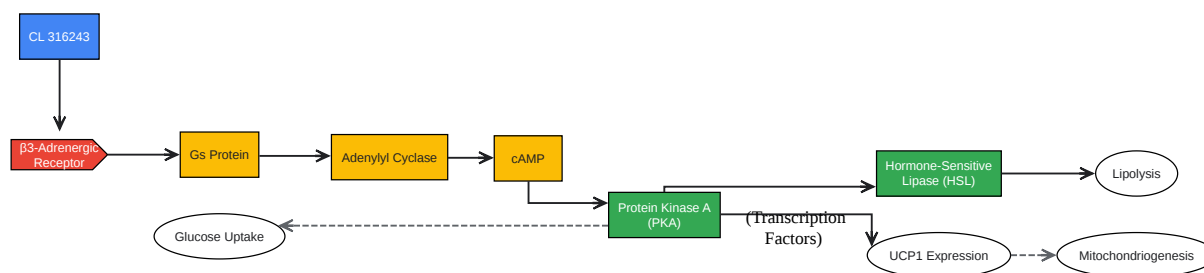 CL 316243
β3-Adrenergic
Receptor
Gs Protein
Adenylyl Cyclase
cAMP
Hormone-Sensitive
Lipase (HSL)
Lipolysis
Protein Kinase A
(PKA)
(Transcription
Factors)
Glucose Uptake
UCP1 Expression
Mitochondriogenesis